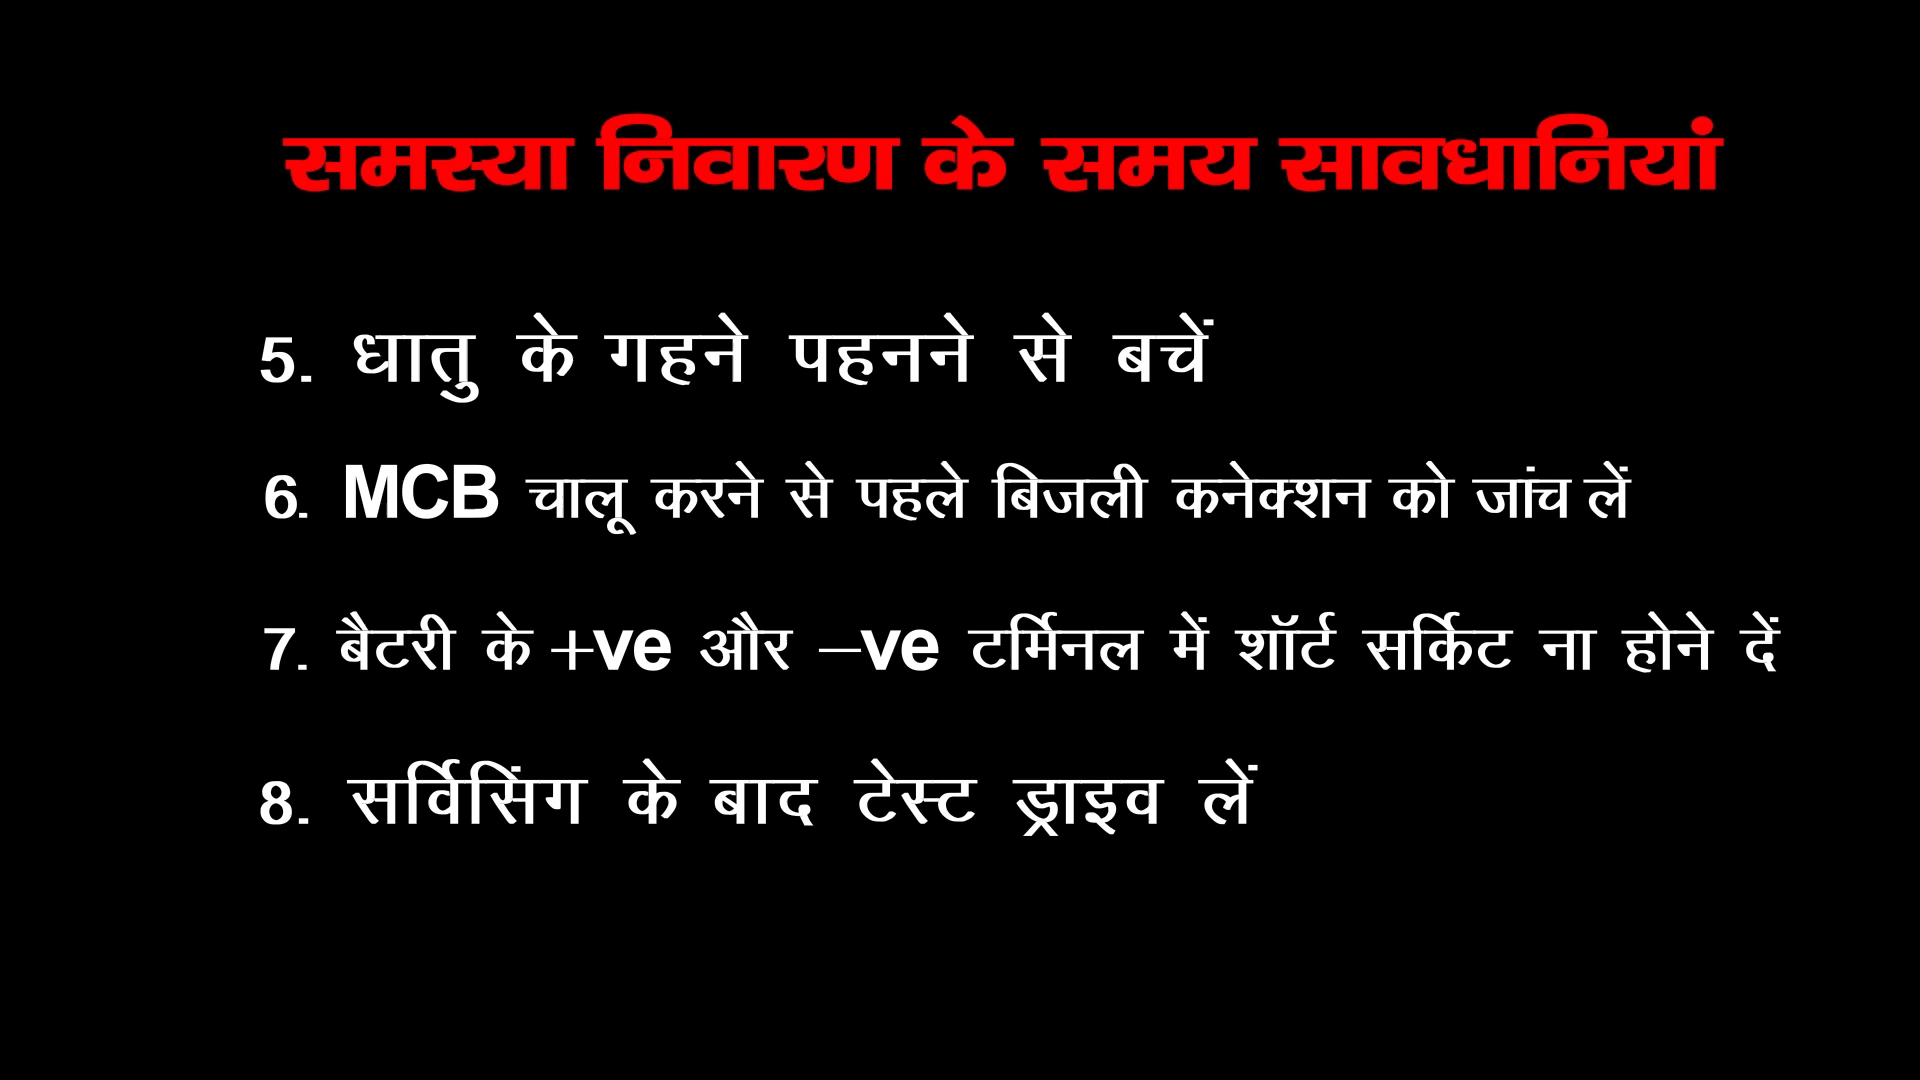 समस्या निवारण के समय सावधानियां
5. धातु के गहने पहनने से बचें
6. MCB चालू करने से पहले बिजली कनेक्शन को जांच लें
7. बैटरी के +ve और –ve टर्मिनल में शॉर्ट सर्किट ना होने दें
8. सर्विसिंग के बाद टेस्ट ड्राइव लें